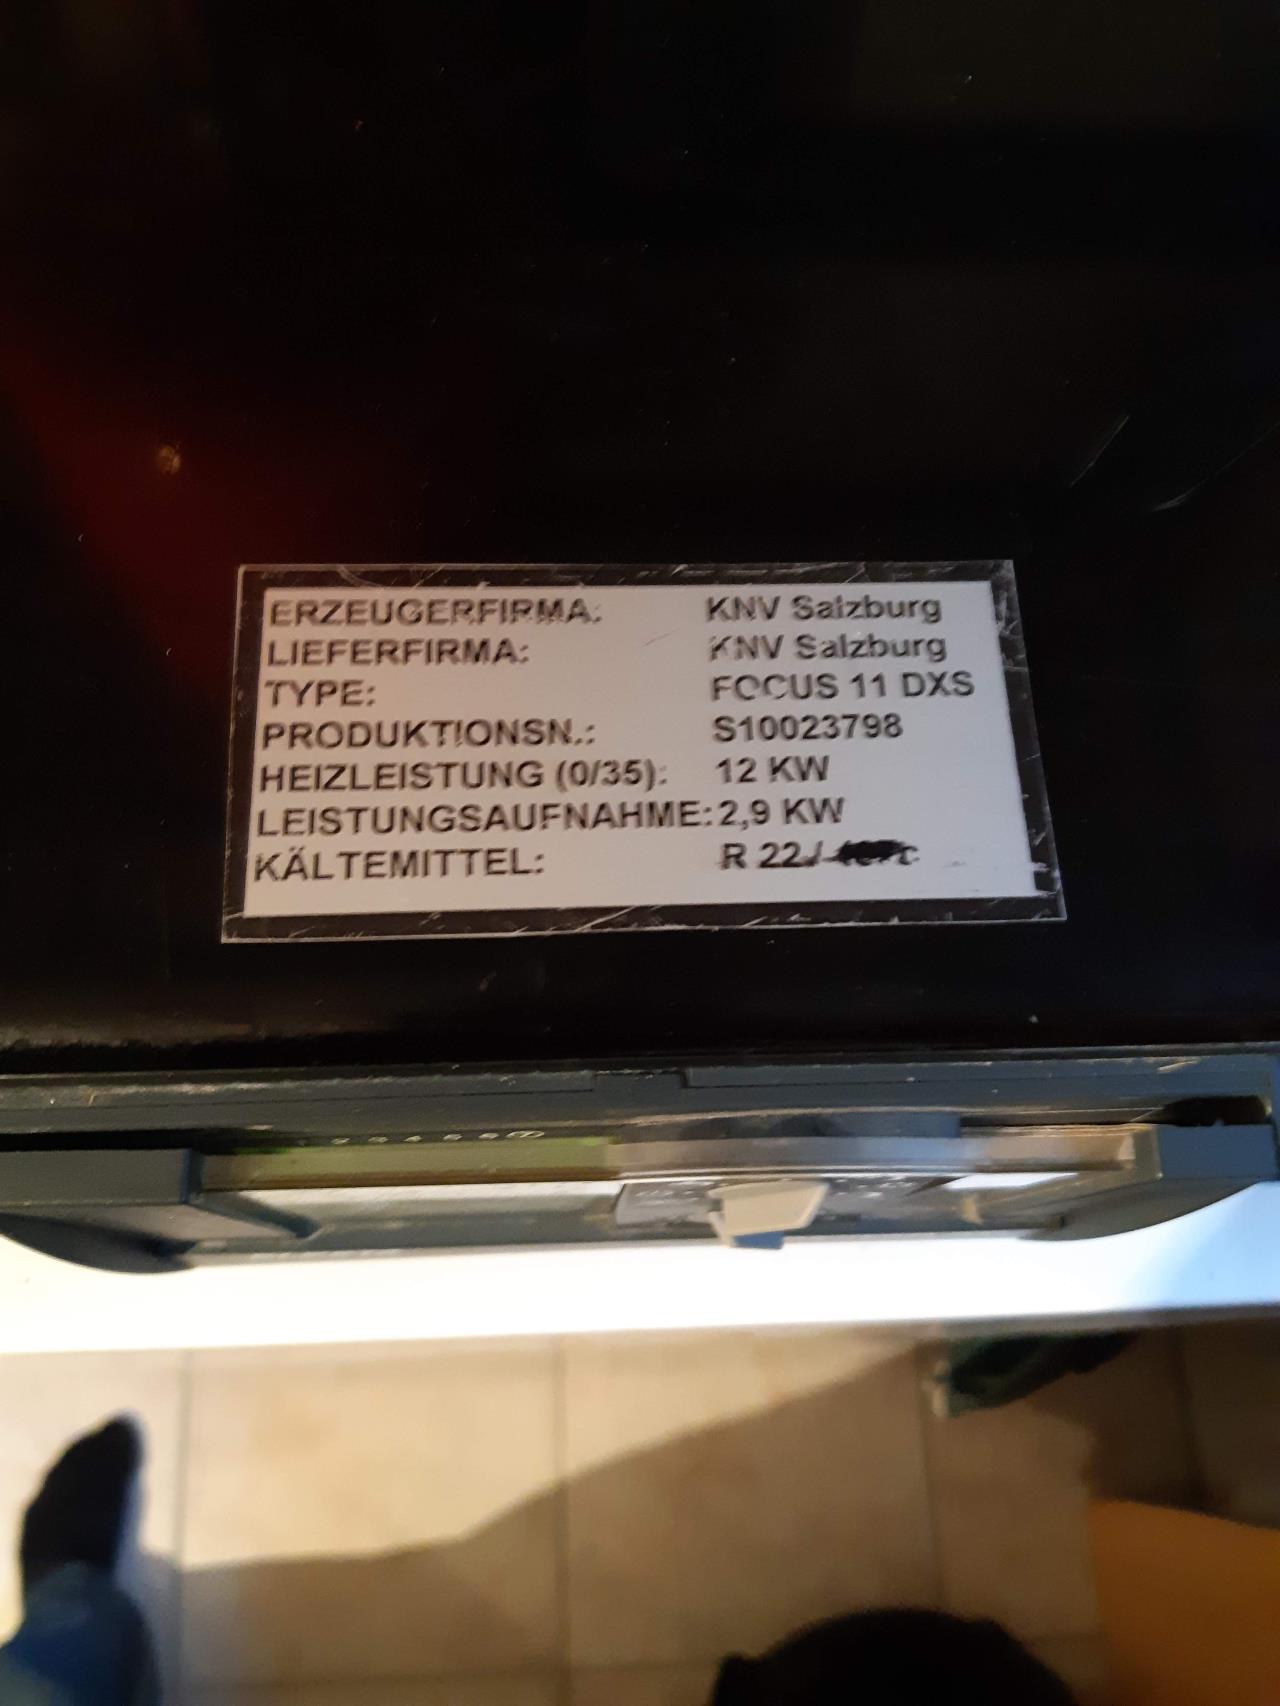 ERZEUGERFIRMA: KNV Salzburg
LIEFERFIRMA: KNV Salzburg
TYPE: FOCUS 11 DXS
PRODUKTIONSN.: S10023798
HEIZLEISTUNG (0/35): 12 KW
LEISTUNGSAUFNAHME: 2,9 KW
KÄLTEMITTEL: R 22 /